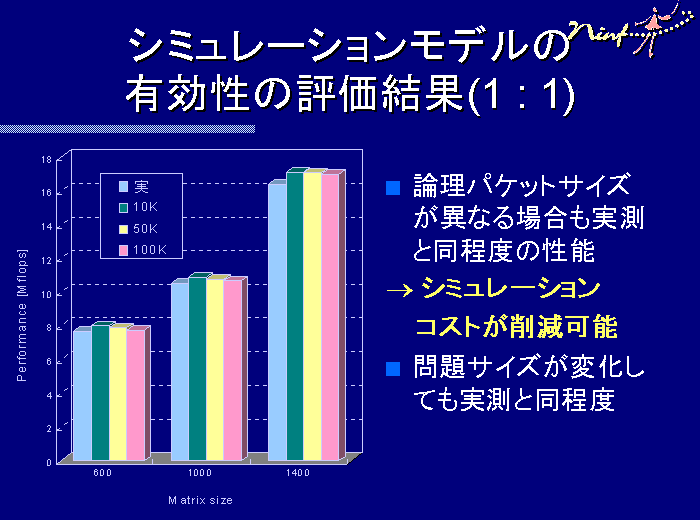 シミュレーションモデルの
有効性の評価結果(1 : 1)
Ninf
18
16
14
12
10
8
6
4
2
0
Performance [Mflops]
実
10K
50K
100K
600
1000
1400
Matrix size
論理パケットサイズ
が異なる場合も実測
と同程度の性能
→ シミュレーション
コストが削減可能
問題サイズが変化し
ても実測と同程度